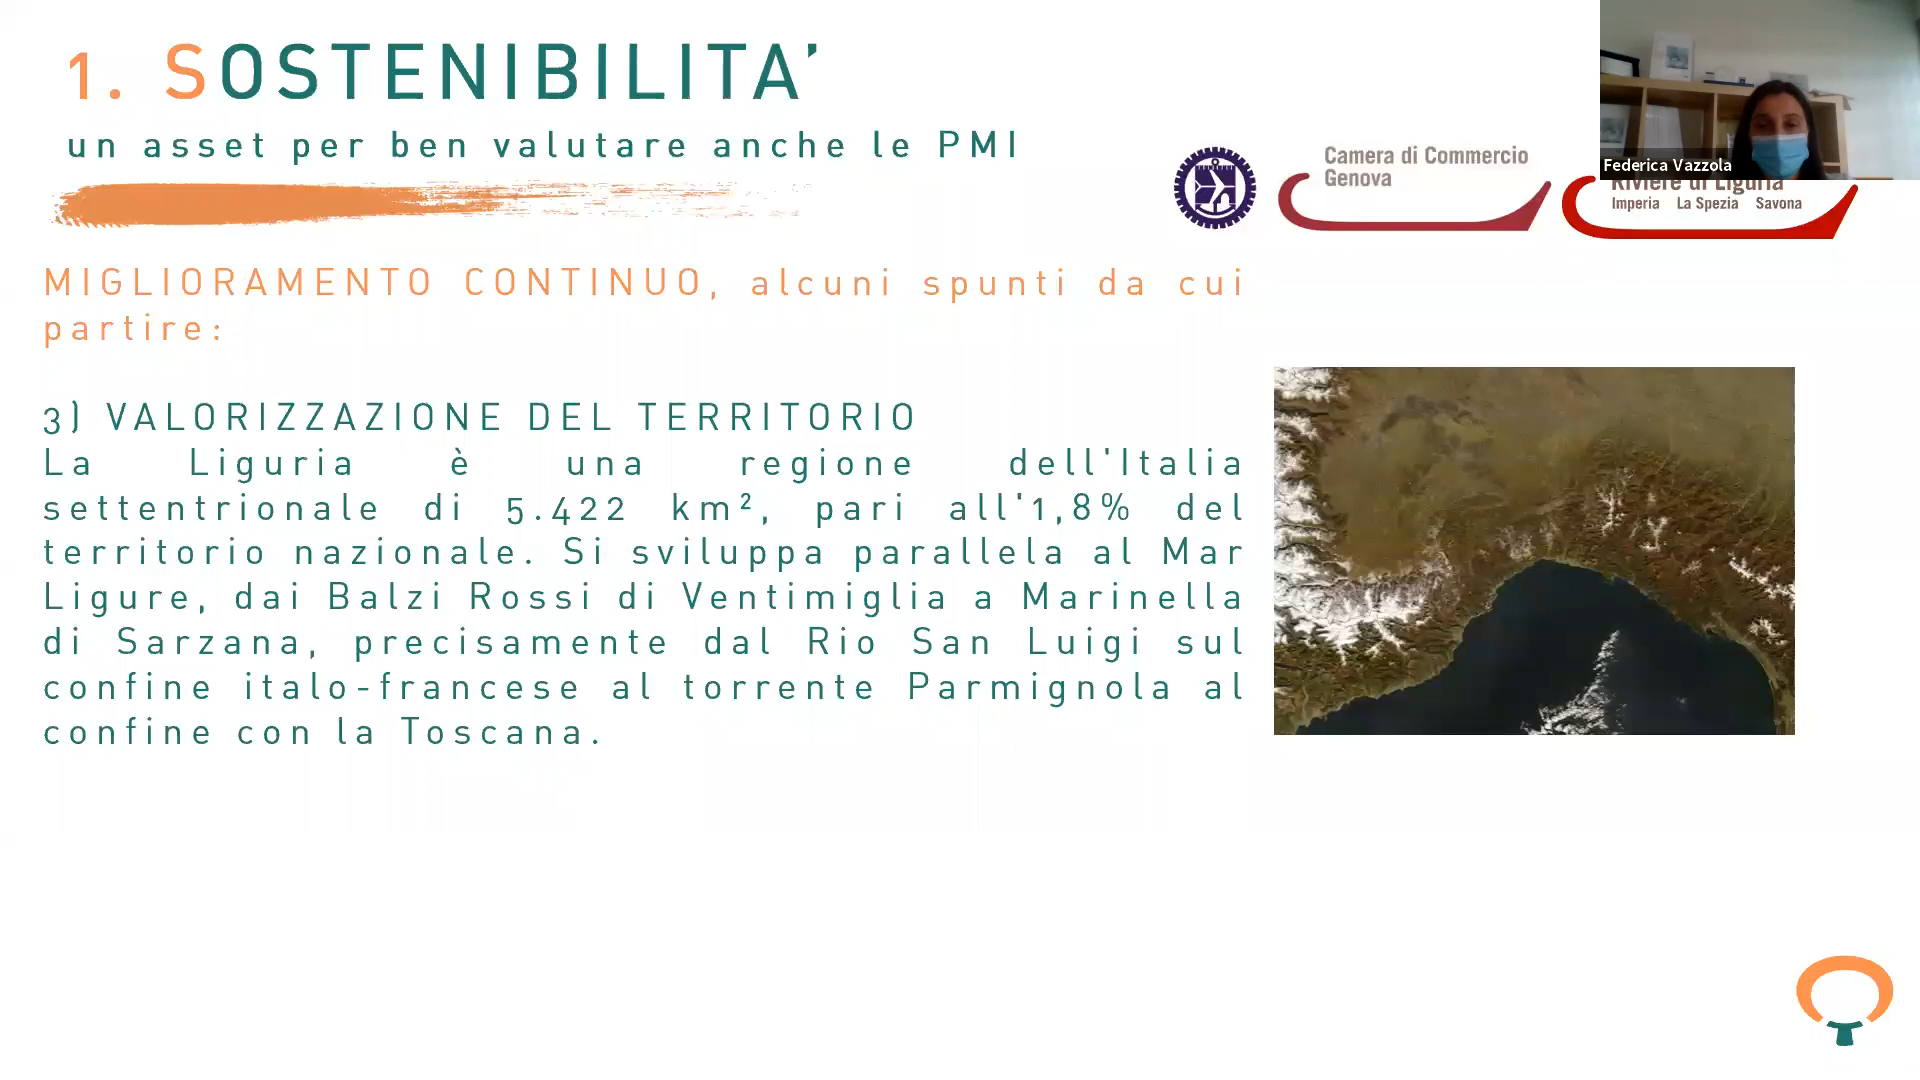 1. SOSTENIBILITA’
un asset per ben valutare anche le PMI
Camera di Commercio
Genova
Federica Vazzola
Riviere di Liguria
Imperia La Spezia Savona
MIGLIORAMENTO CONTINUO, alcuni spunti da cui
partire:
3) VALORIZZAZIONE DEL TERRITORIO
La Liguria è una regione dell'Italia
settentrionale di 5.422 km², pari all'1,8% del
territorio nazionale. Si sviluppa parallela al Mar
Ligure, dai Balzi Rossi di Ventimiglia a Marinella
di Sarzana, precisamente dal Rio San Luigi sul
confine italo-francese al torrente Parmignola al
confine con la Toscana.